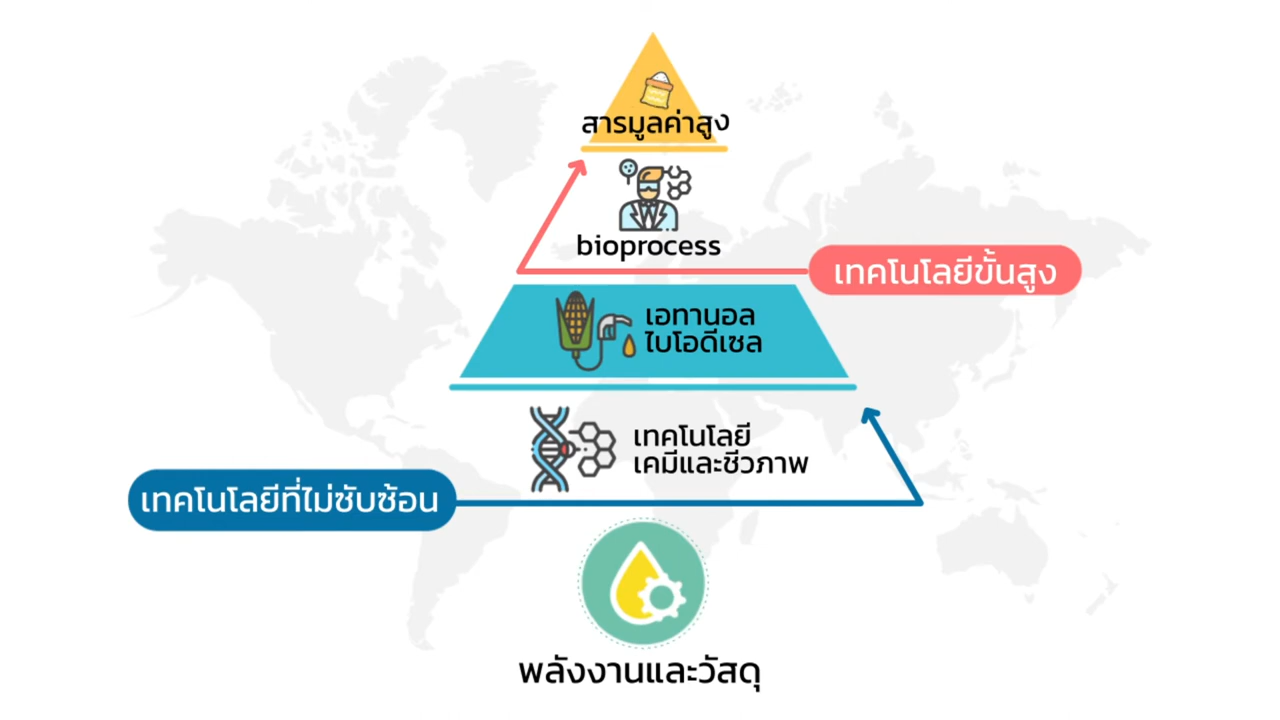 สารมูลค่าสูง
bioprocess
เทคโนโลยีขั้นสูง
เอทานอล
ไบโอดีเซล
เทคโนโลยี
เคมีและชีวภาพ
เทคโนโลยีที่ไม่ซับซ้อน
พลังงานและวัสดุ